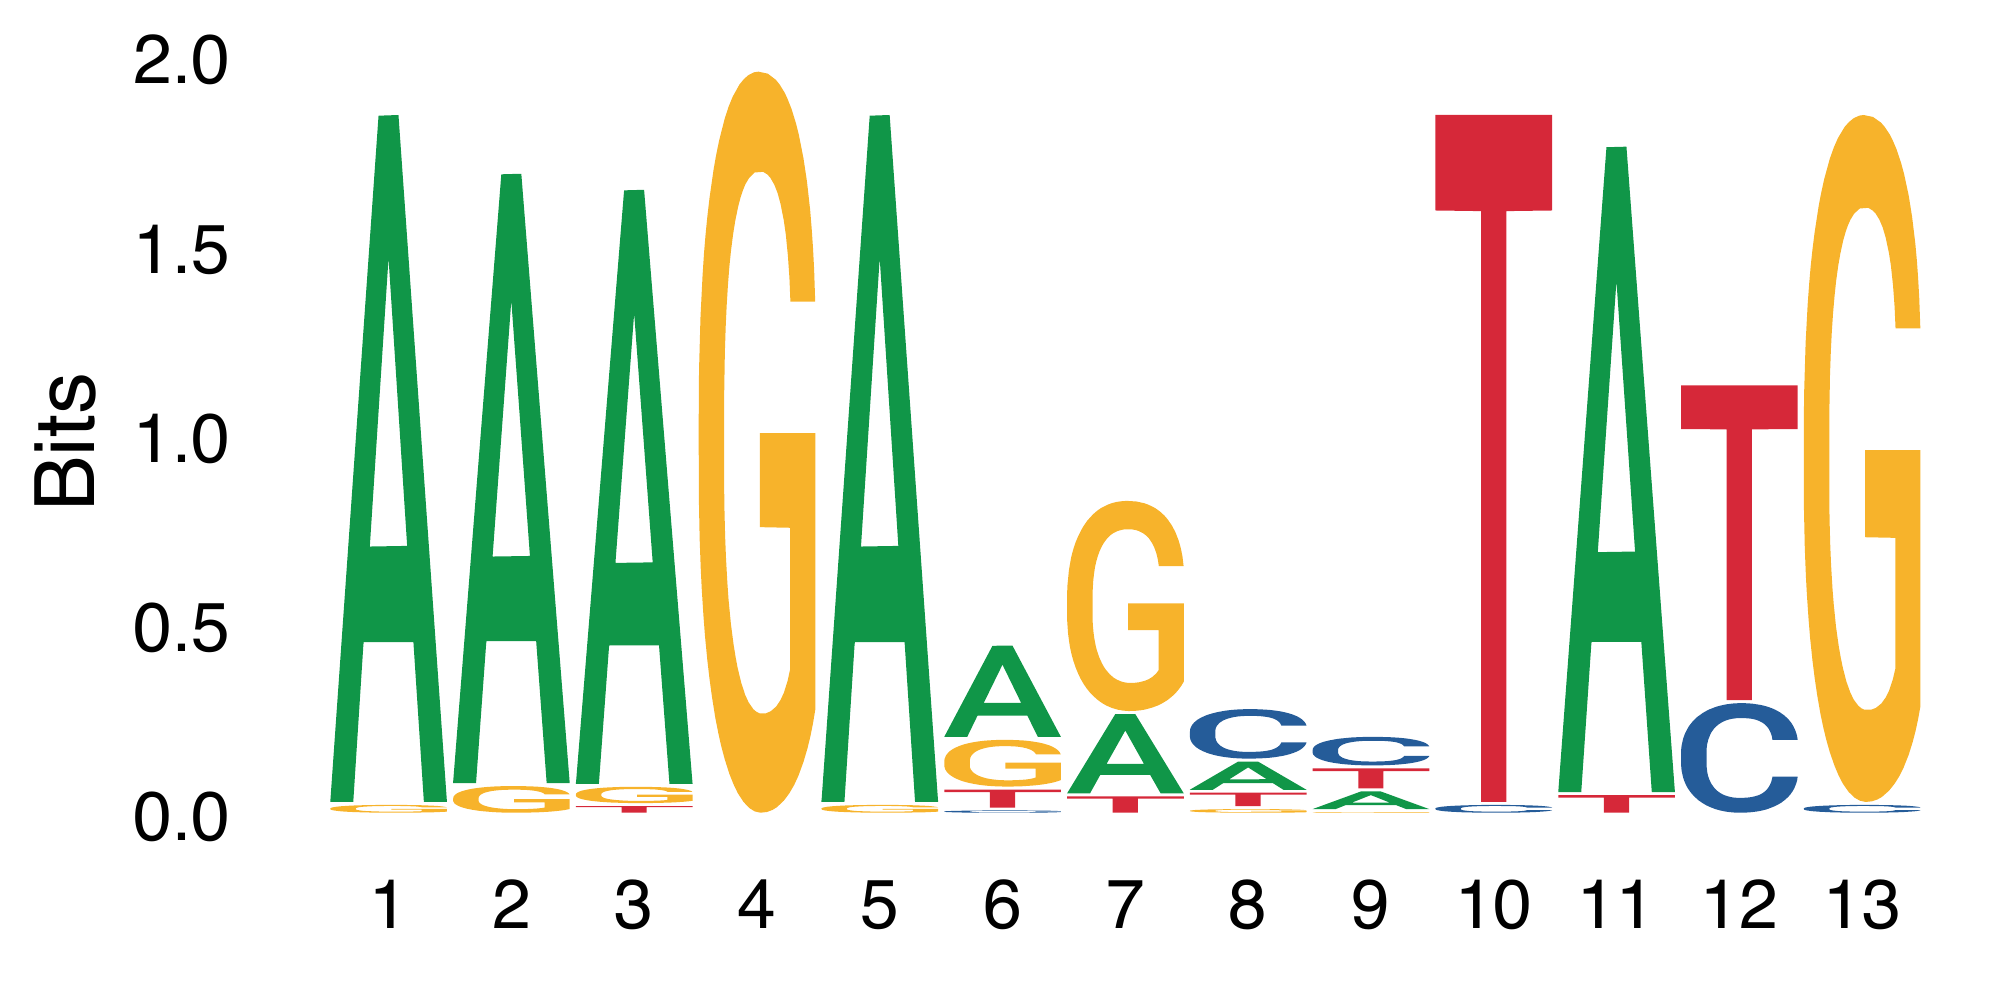 2.0
1.5
1.0
0.5
0.0
Bits
A A A G A A G C C T A T G
G G G G G A A T C T C C
T T T T A
C G G
1 2 3 4 5 6 7 8 9 10 11 12 13